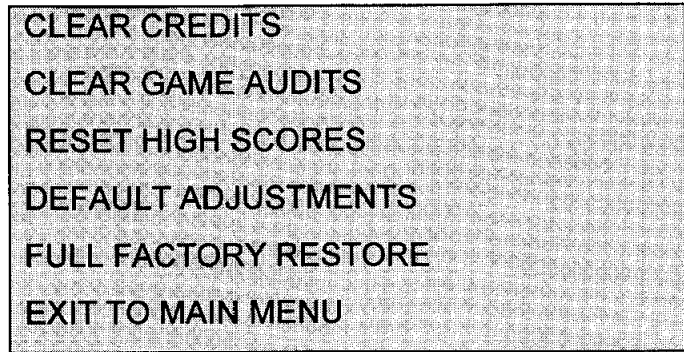 CLEAR CREDITS
CLEAR GAME AUDITS
RESET HIGH SCORES
DEFAULT ADJUSTMENTS
FULL FACTORY RESTORE
EXIT TO MAIN MENU